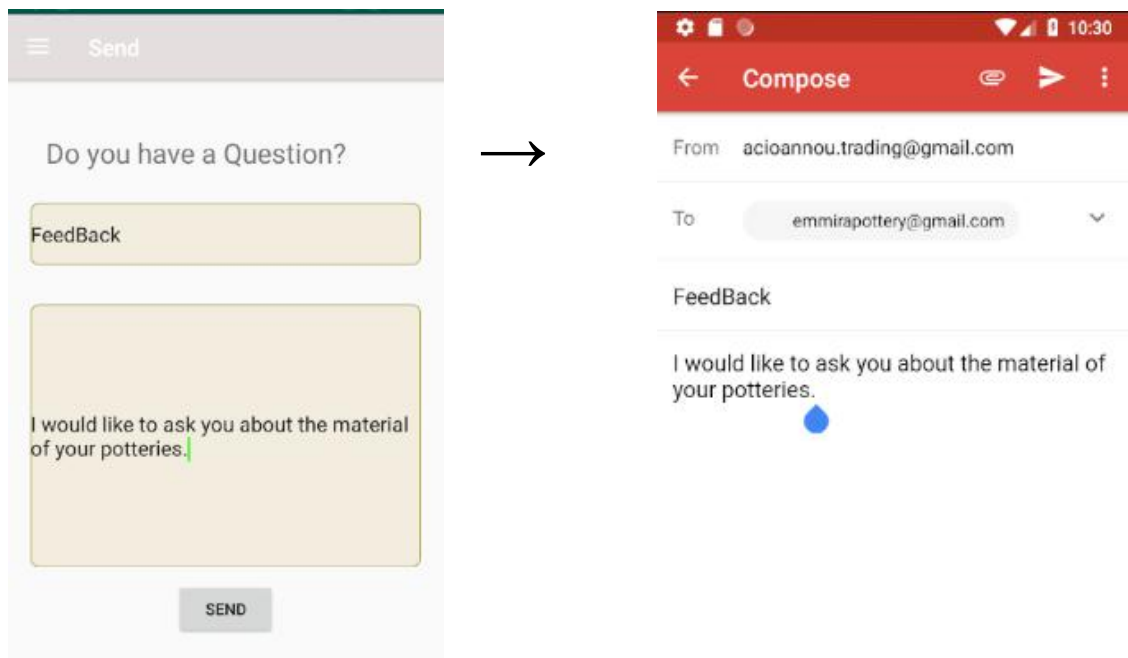 Send
Do you have a Question?
FeedBack
I would like to ask you about the material
of your potteries.
SEND
10:30
Compose
From acioannou.trading@gmail.com
To emmirapottery@gmail.com
FeedBack
I would like to ask you about the material of
your potteries.